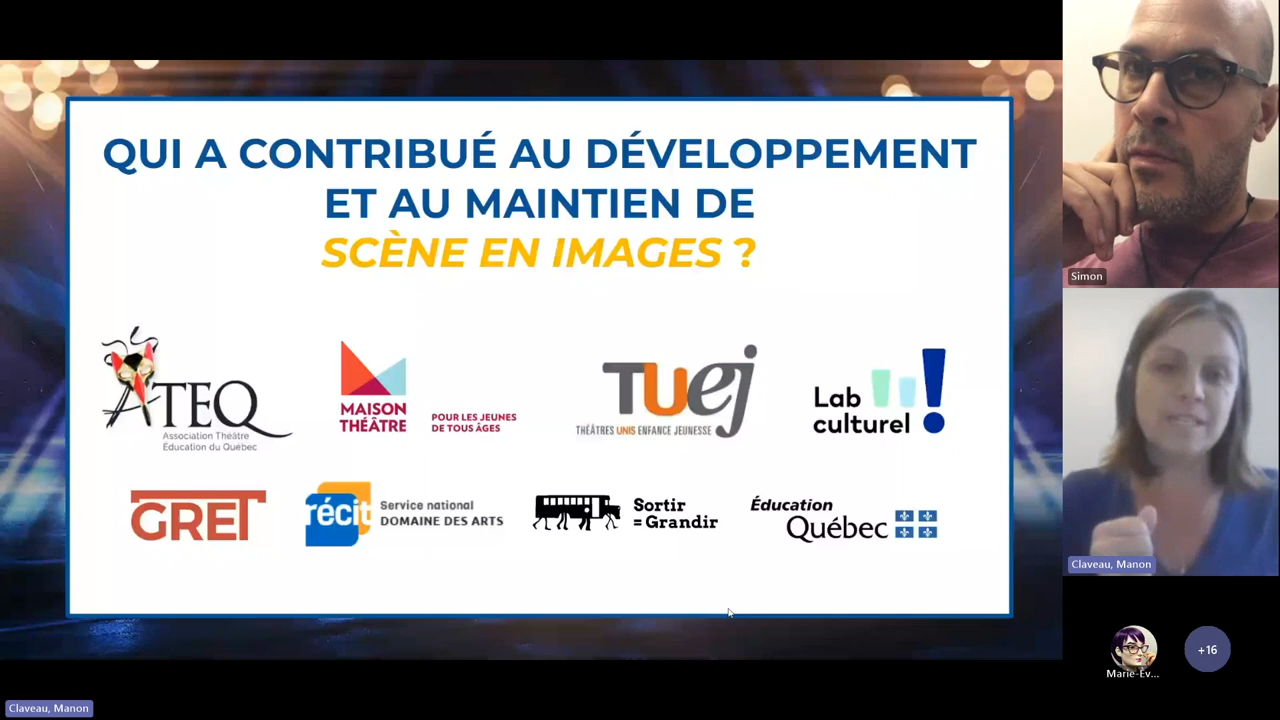 QUI A CONTRIBUÉ AU DÉVELOPPEMENT
ET AU MAINTIEN DE
SCÈNE EN IMAGES ?
ATEQ
Association Théâtre
Éducation du Québec
MAISON
THÉÂTRE
POUR LES JEUNES
DE TOUS ÂGES
TUEJ
THÉÂTRES UNIS ENFANCE JEUNESSE
Lab
culturel
GRET
récit
Service national
DOMAINE DES ARTS
Sortir
=Grandir
Éducation
Québec
Simon
Claveau, Manon
Marie-Èv...
+16
Claveau, Manon